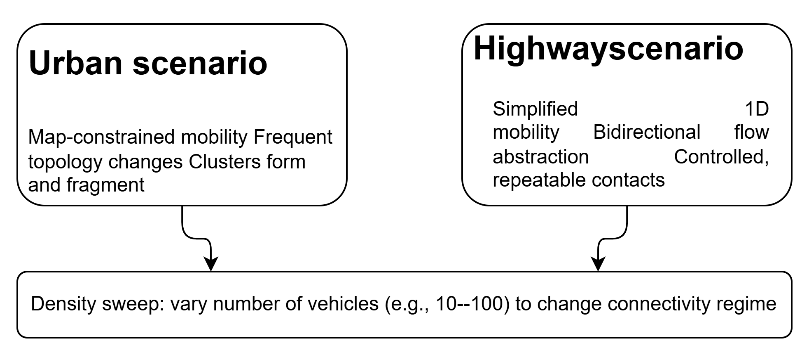 Urban scenario
Map-constrained mobility Frequent
topology changes Clusters form
and fragment
Highwayscenario
Simplified 1D
mobility Bidirectional flow
abstraction Controlled,
repeatable contacts
Density sweep: vary number of vehicles (e.g., 10--100) to change connectivity regime